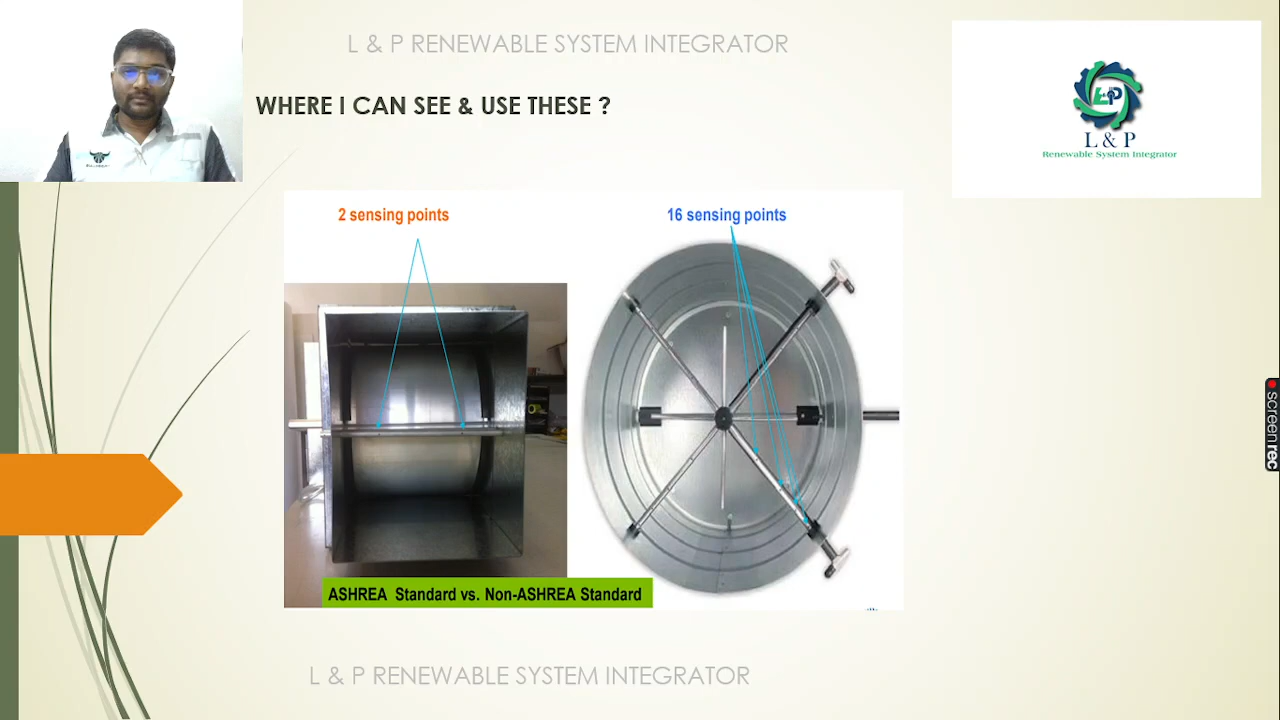 L & P RENEWABLE SYSTEM INTEGRATOR
WHERE I CAN SEE & USE THESE ?
L & P
L & P
Renewable System Integrator
2 sensing points
16 sensing points
ASHREA Standard vs. Non-ASHREA Standard
L & P RENEWABLE SYSTEM INTEGRATOR
screenrec